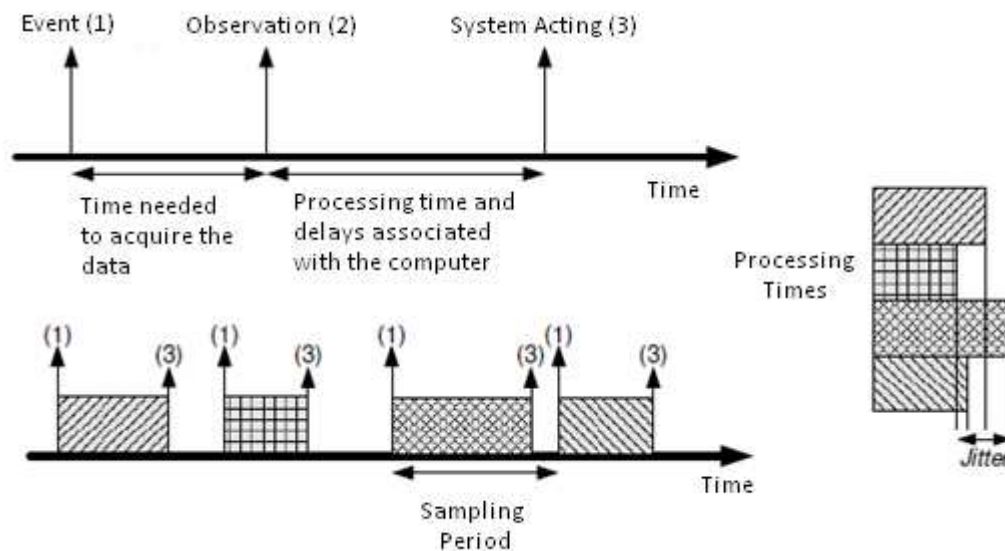 Event (1)
Observation (2)
System Acting (3)
Time
Time needed
to acquire the
data
Processing time and
delays associated
with the computer
Processing
Times
(1)
(3)
(1)
(3)
(1)
(3)
(1)
(3)
Jitter
Time
Sampling
Period